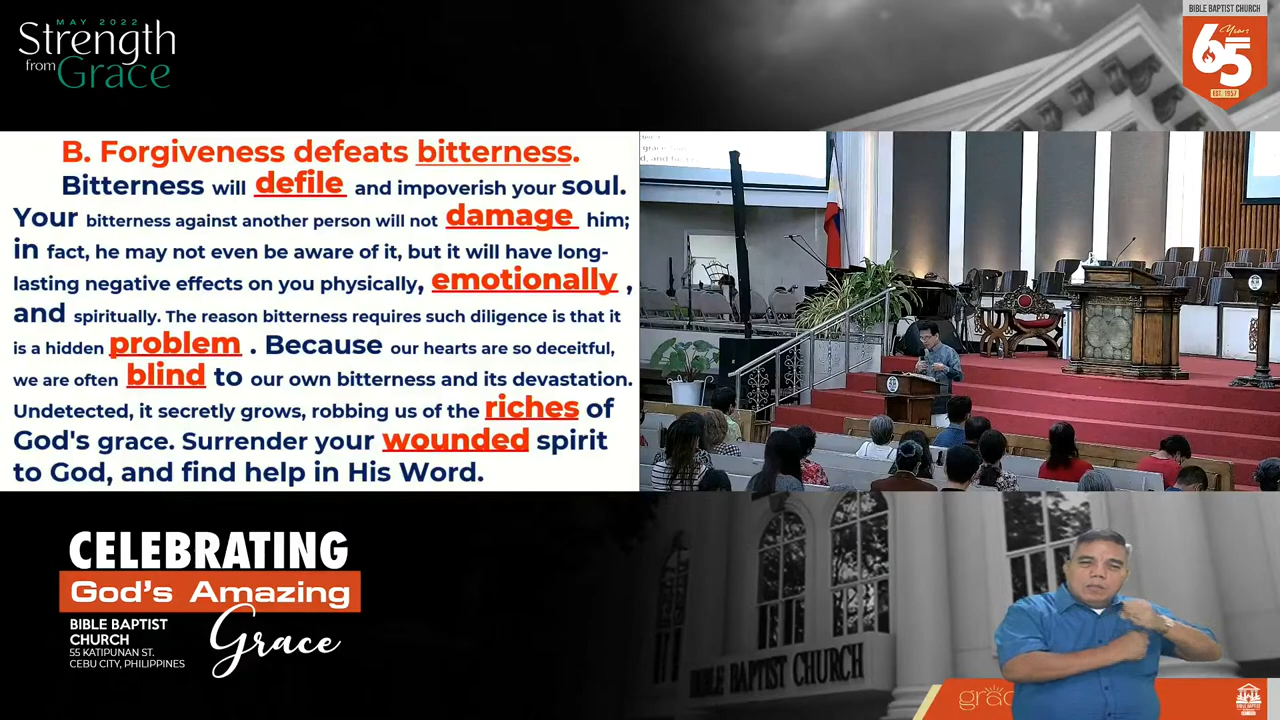 MAY 2022
Strength
from Grace
BIBLE BAPTIST CHURCH
65 Years
EST. 1957
B. Forgiveness defeats bitterness.
Bitterness will defile and impoverish your soul.
Your bitterness against another person will not damage him;
in fact, he may not even be aware of it, but it will have long-
lasting negative effects on you physically, emotionally ,
and spiritually. The reason bitterness requires such diligence is that it
is a hidden problem . Because our hearts are so deceitful,
we are often blind to our own bitterness and its devastation.
Undetected, it secretly grows, robbing us of the riches of
God's grace. Surrender your wounded spirit
to God, and find help in His Word.
CELEBRATING
God's Amazing
Grace
BIBLE BAPTIST
CHURCH
55 KATIPUNAN ST.
CEBU CITY, PHILIPPINES
BIBLE BAPTIST CHURCH